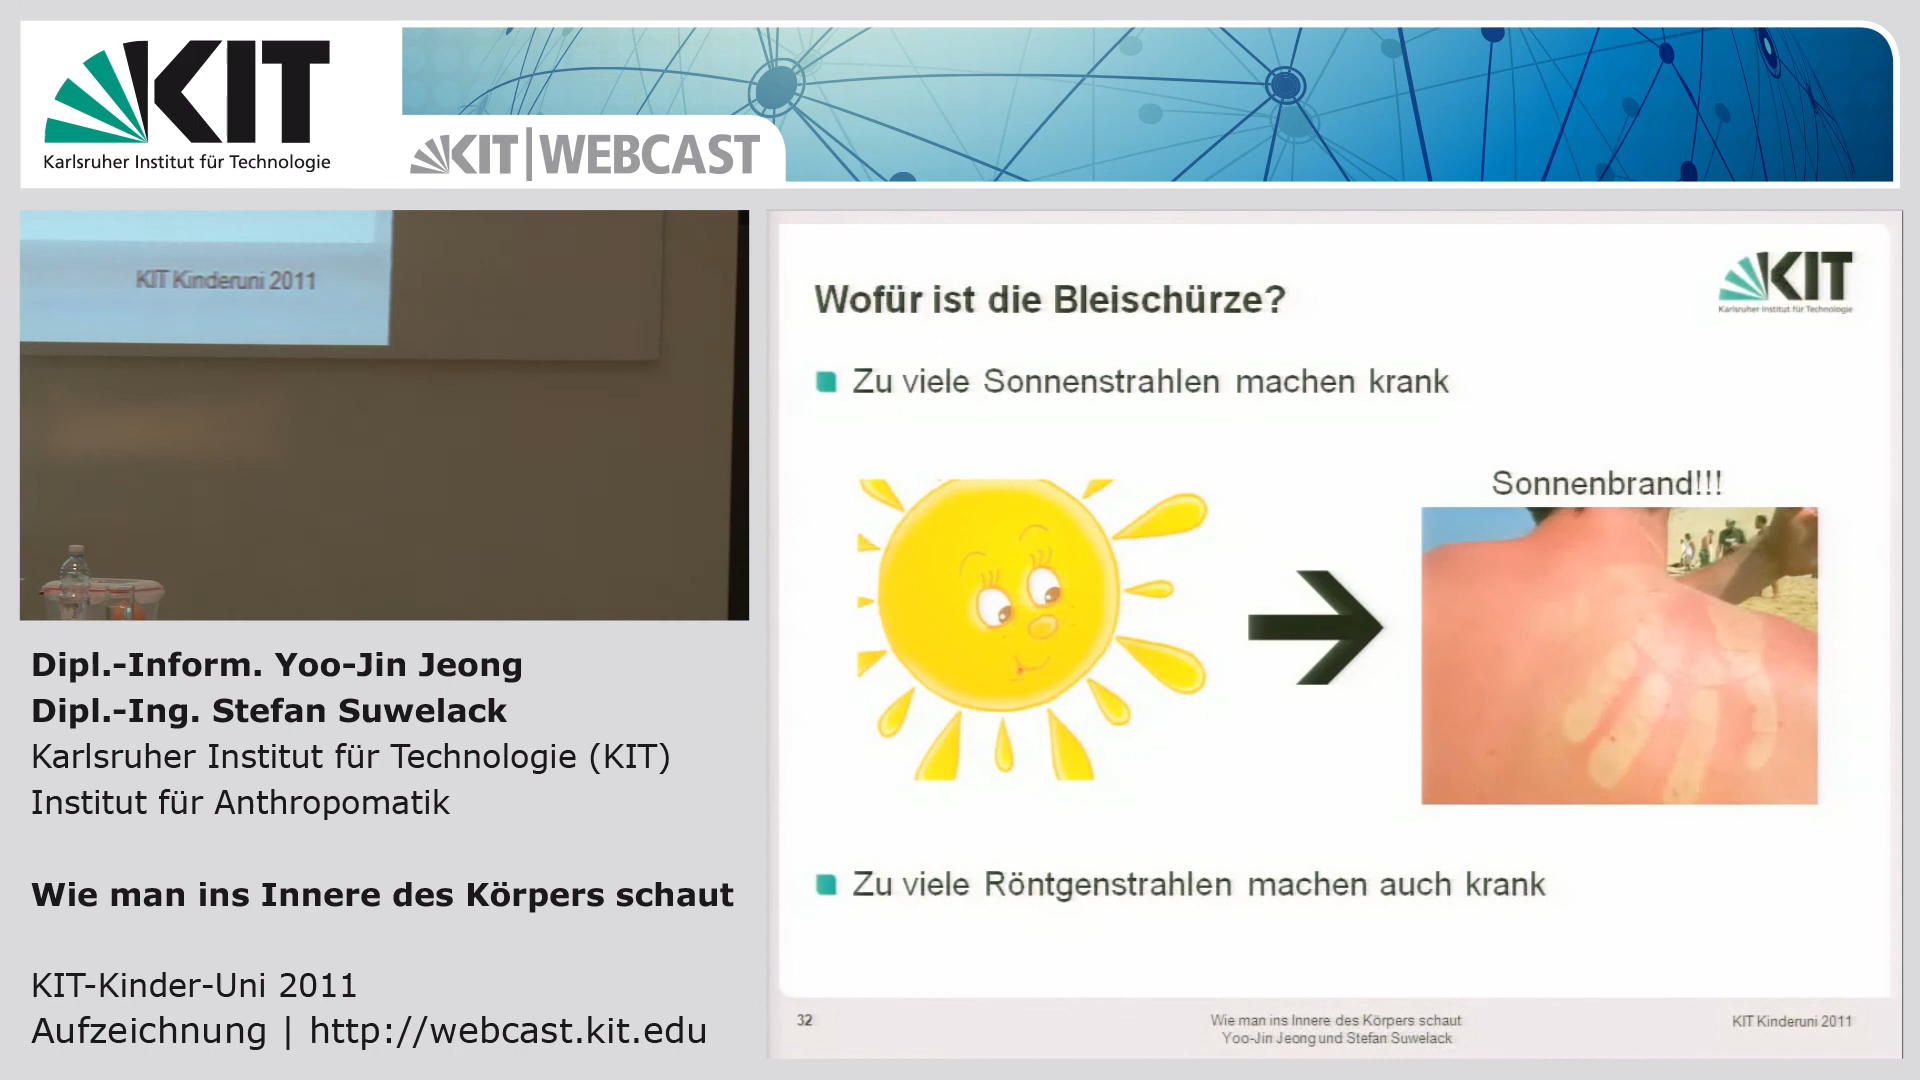 KIT
Karlsruher Institut für Technologie
KIT | WEBCAST
KIT Kinderuni 2011
Dipl.-Inform. Yoo-Jin Jeong
Dipl.-Ing. Stefan Suwelack
Karlsruher Institut für Technologie (KIT)
Institut für Anthropomatik
Wie man ins Innere des Körpers schaut
KIT-Kinder-Uni 2011
Aufzeichnung | http://webcast.kit.edu
KIT
Karlsruher Institut für Technologie
Wofür ist die Bleischürze?
Zu viele Sonnenstrahlen machen krank
Sonnenbrand!!!
Zu viele Röntgenstrahlen machen auch krank
32
Wie man ins Innere des Körpers schaut
Yoo-Jin Jeong und Stefan Suwelack
KIT Kinderuni 2011